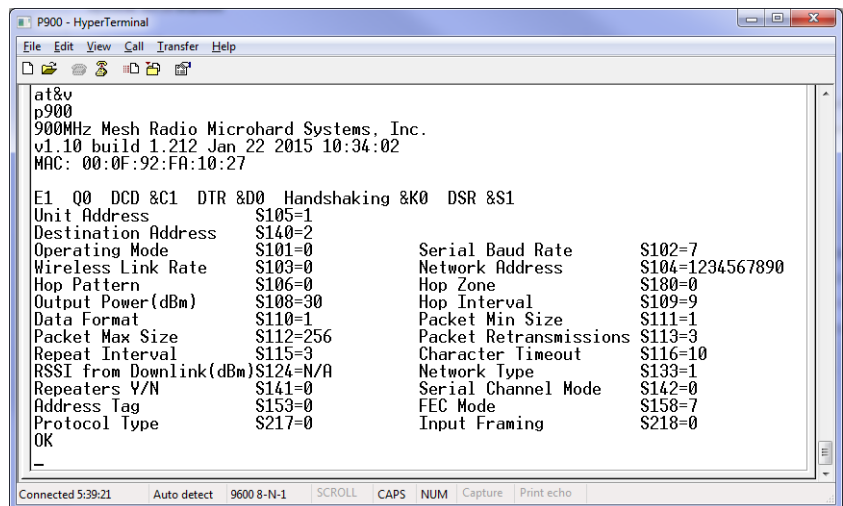 P900 - HyperTerminal
File Edit View Call Transfer Help
at&v
p900
900MHz Mesh Radio Microhard Systems, Inc.
v1.10 build 1.212 Jan 22 2015 10:34:02
MAC: 00:0F:92:FA:10:27
E1 Q0 DCD &C1 DTR &D0 Handshaking &K0 DSR &S1
Unit Address S105=1
Destination Address S140=2
Operating Mode S101=0 Serial Baud Rate S102=7
Wireless Link Rate S103=0 Network Address S104=1234567890
Hop Pattern S106=0 Hop Zone S180=0
Output Power(dBm) S108=30 Hop Interval S109=9
Data Format S110=1 Packet Min Size S111=1
Packet Max Size S112=256 Packet Retransmissions S113=3
Repeat Interval S115=3 Character Timeout S116=10
RSSI from Downlink(dBm)S124=N/A Network Type S133=1
Repeaters Y/N S141=0 Serial Channel Mode S142=0
Address Tag S153=0 FEC Mode S158=7
Protocol Type S217=0 Input Framing S218=0
OK
_
Connected 5:39:21 Auto detect 9600 8-N-1 SCROLL CAPS NUM Capture Print echo